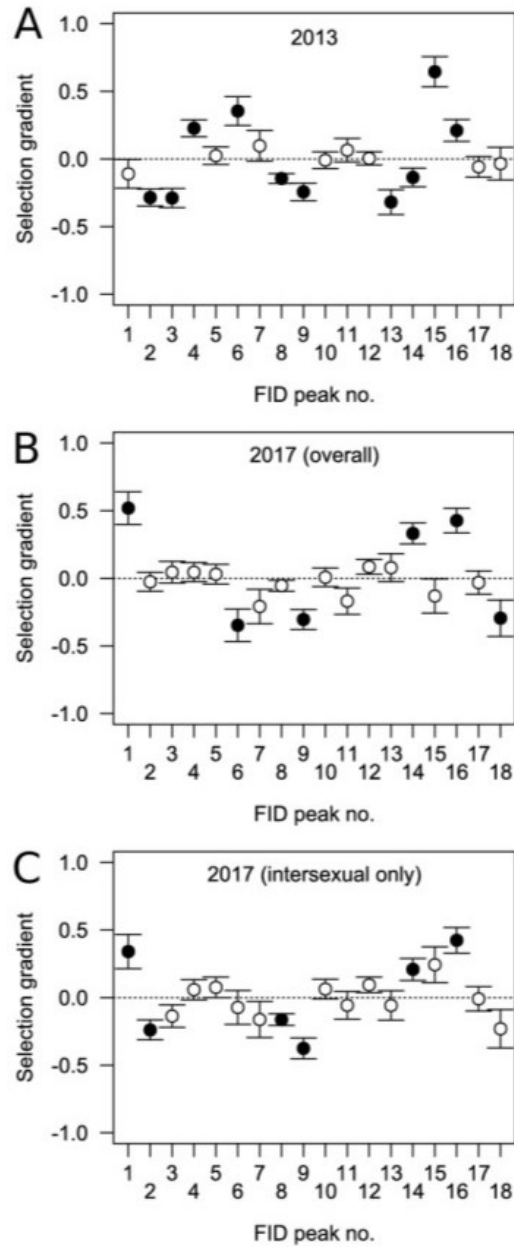 A
2013
Selection gradient
1.0
0.5
0.0
-0.5
-1.0
1 3 5 7 9 11 13 15 17
2 4 6 8 10 12 14 16 18
FID peak no.
B
2017 (overall)
Selection gradient
1.0
0.5
0.0
-0.5
-1.0
1 3 5 7 9 11 13 15 17
2 4 6 8 10 12 14 16 18
FID peak no.
C
2017 (intersexual only)
Selection gradient
1.0
0.5
0.0
-0.5
-1.0
1 3 5 7 9 11 13 15 17
2 4 6 8 10 12 14 16 18
FID peak no.